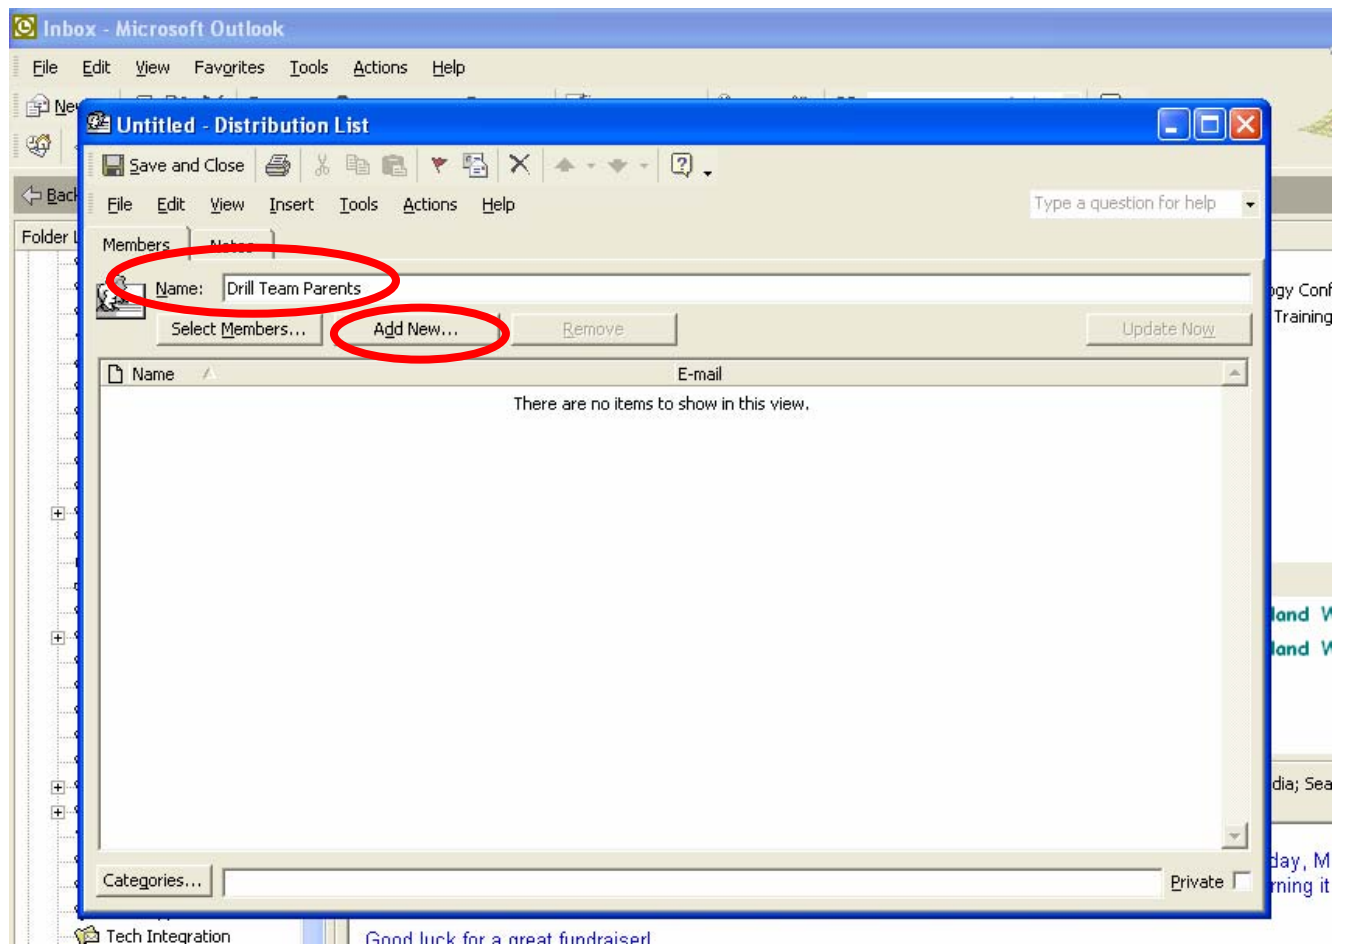 Inbox - Microsoft Outlook
File Edit View Favorites Tools Actions Help
New
Untitled - Distribution List
Save and Close
Back
File Edit View Insert Tools Actions Help Type a question for help
Folder
Members Notes
Name: Drill Team Parents
Select Members... Add New... Remove Update Now
Training
Name E-mail
There are no items to show in this view.
Categories... Private
Tech Integration
Good luck for a great fundraiser!